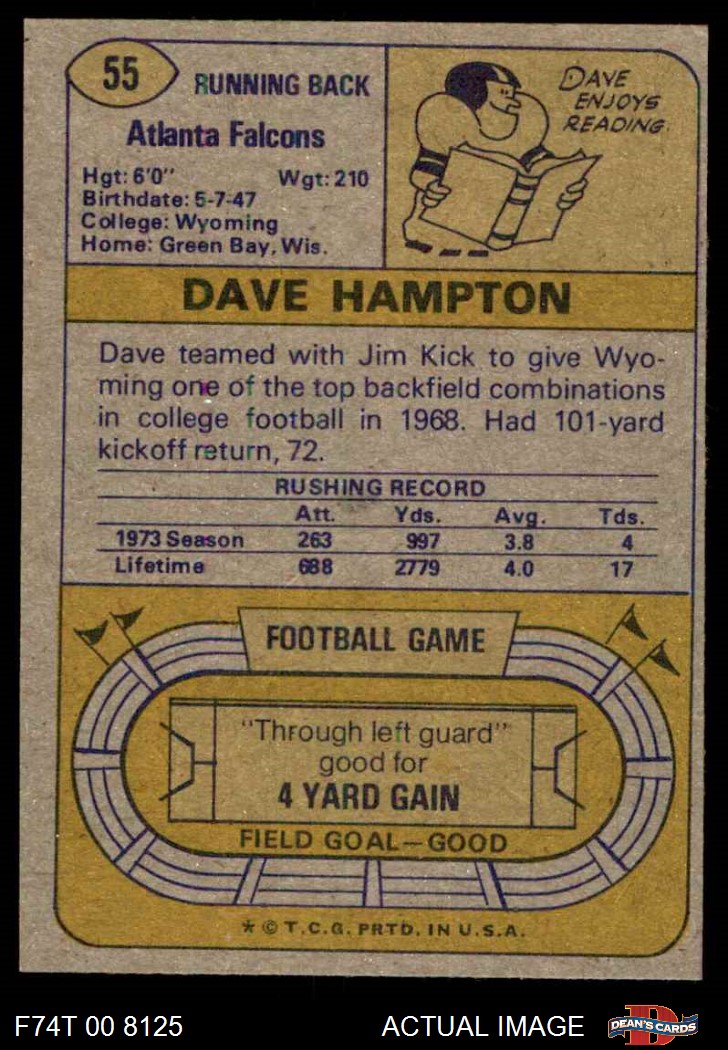 55
RUNNING BACK
Atlanta Falcons
Hgt: 6'0" Wgt: 210
Birthdate: 5-7-47
College: Wyoming
Home: Green Bay, Wis.
DAVE
ENJOYS
READING.
DAVE HAMPTON
Dave teamed with Jim Kick to give Wyo-
ming one of the top backfield combinations
in college football in 1968. Had 101-yard
kickoff return, 72.
RUSHING RECORD
Att. Yds. Avg. Tds.
1973 Season 263 997 3.8 4
Lifetime 688 2779 4.0 17
FOOTBALL GAME
"Through left guard"
good for
4 YARD GAIN
FIELD GOAL—GOOD
* © T.C.G. PRTD. IN U.S.A.
F74T 00 8125 ACTUAL IMAGE
D
DEAN'S CARDS